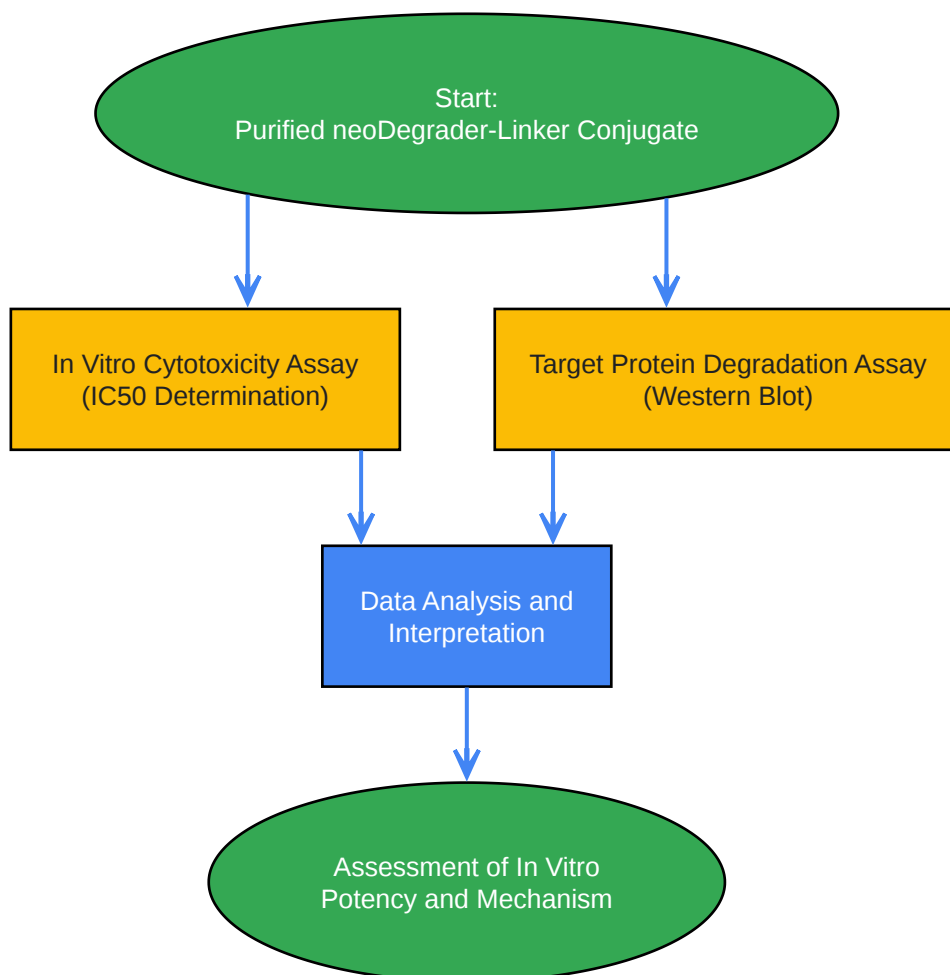 Start:
Purified neoDegrader-Linker Conjugate
In Vitro Cytotoxicity Assay
(IC50 Determination)
Target Protein Degradation Assay
(Western Blot)
Data Analysis and
Interpretation
Assessment of In Vitro
Potency and Mechanism